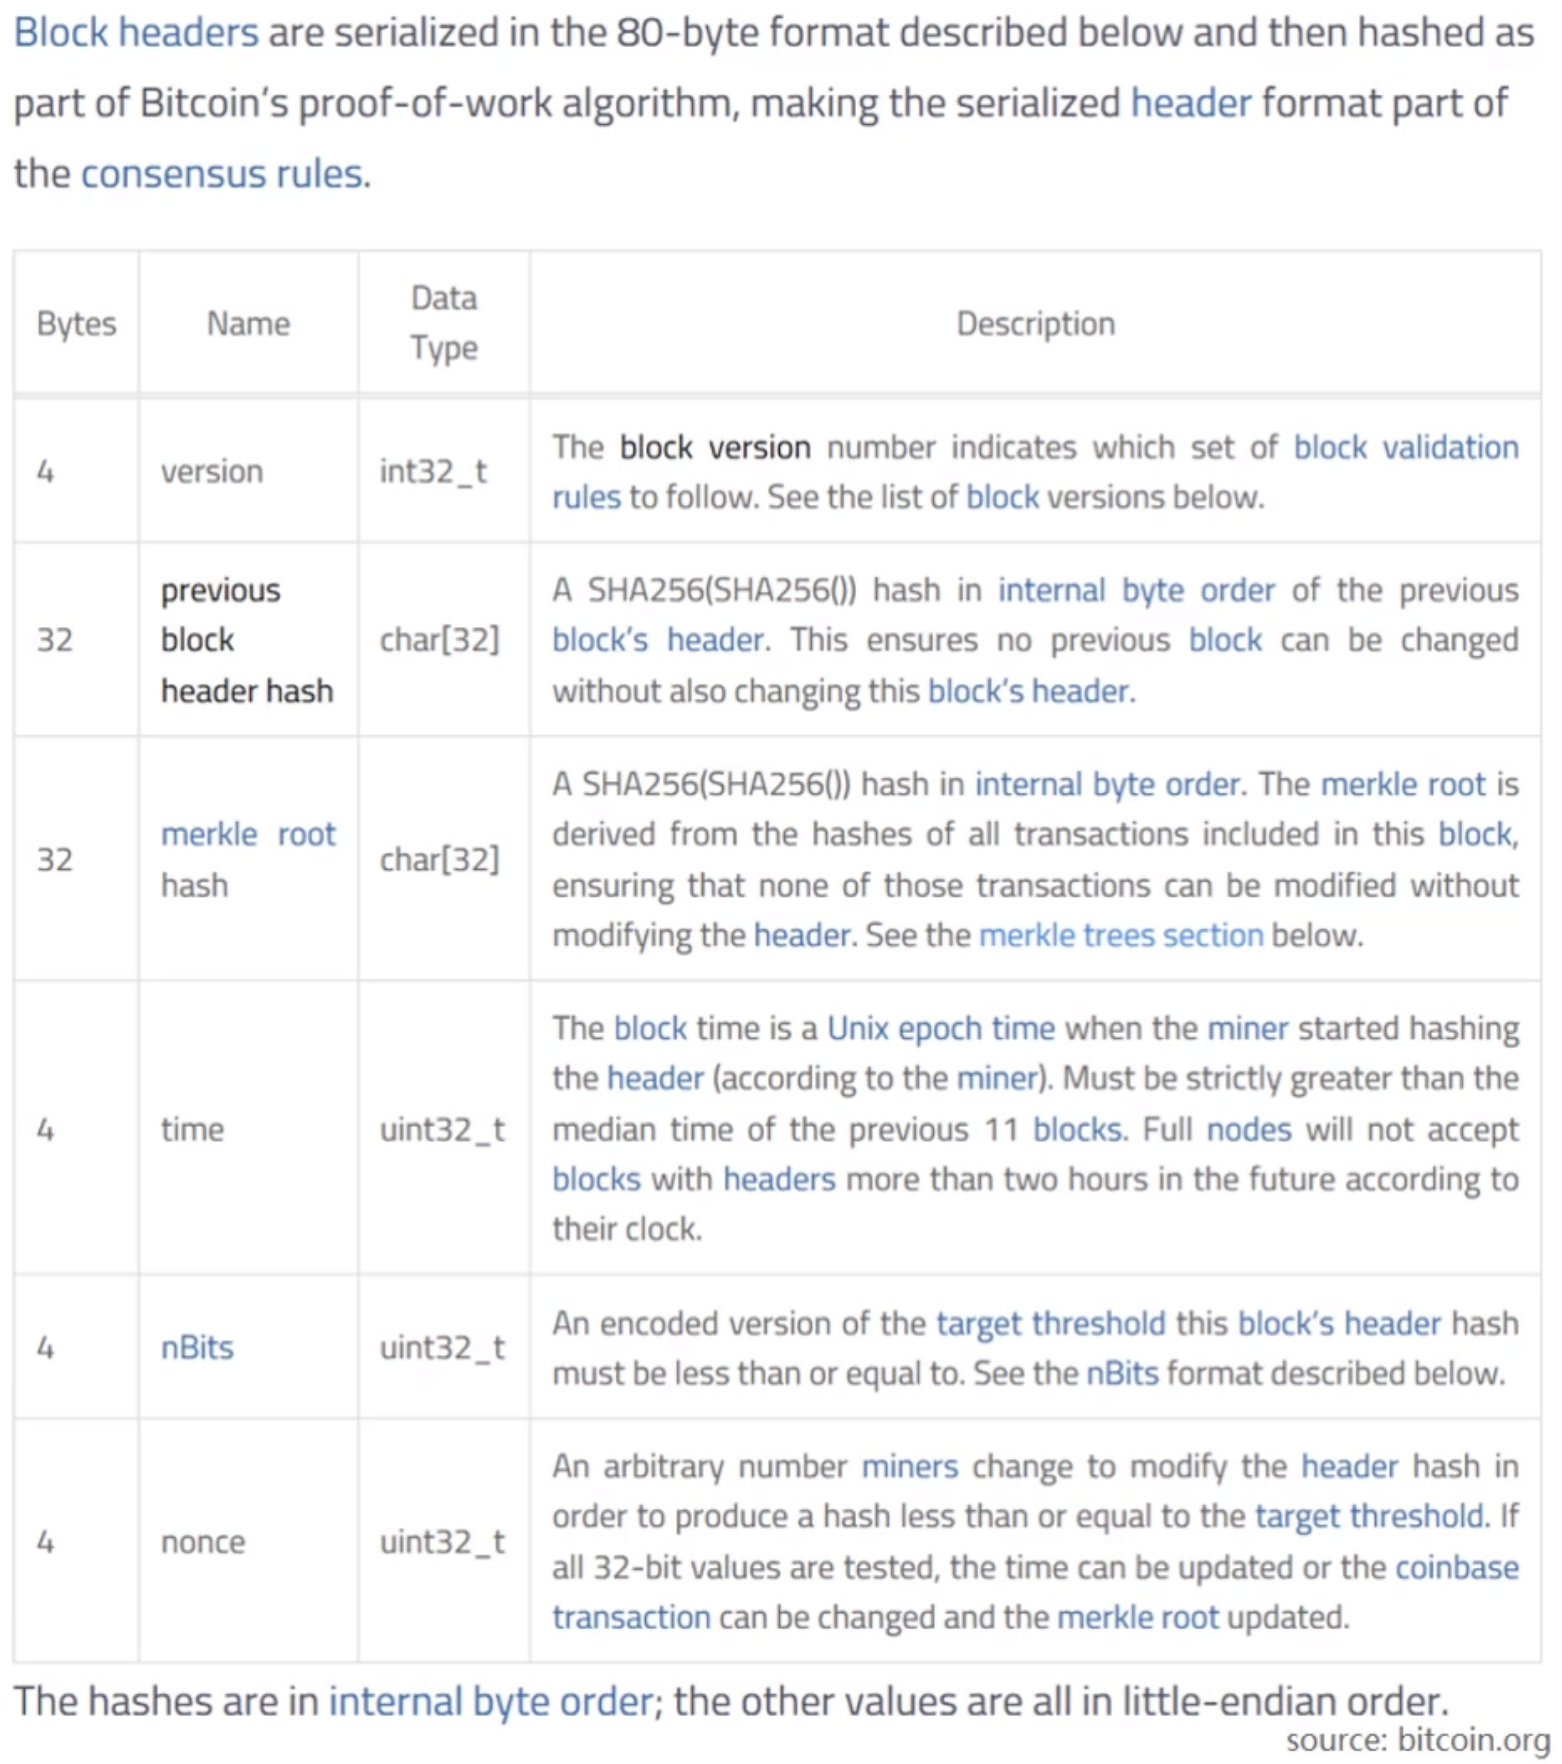 Block headers are serialized in the 80-byte format described below and then hashed as
part of Bitcoin's proof-of-work algorithm, making the serialized header format part of
the consensus rules.
Bytes
Name
Data
Type
Description
4
version
int32_t
The block version number indicates which set of block validation
rules to follow. See the list of block versions below.
32
previous
block
header hash
char[32]
A SHA256(SHA256()) hash in internal byte order of the previous
block's header. This ensures no previous block can be changed
without also changing this block's header.
32
merkle root
hash
char[32]
A SHA256(SHA256()) hash in internal byte order. The merkle root is
derived from the hashes of all transactions included in this block,
ensuring that none of those transactions can be modified without
modifying the header. See the merkle trees section below.
4
time
uint32_t
The block time is a Unix epoch time when the miner started hashing
the header (according to the miner). Must be strictly greater than the
median time of the previous 11 blocks. Full nodes will not accept
blocks with headers more than two hours in the future according to
their clock.
4
nBits
uint32_t
An encoded version of the target threshold this block's header hash
must be less than or equal to. See the nBits format described below.
4
nonce
uint32_t
An arbitrary number miners change to modify the header hash in
order to produce a hash less than or equal to the target threshold. If
all 32-bit values are tested, the time can be updated or the coinbase
transaction can be changed and the merkle root updated.
The hashes are in internal byte order; the other values are all in little-endian order.
source: bitcoin.org